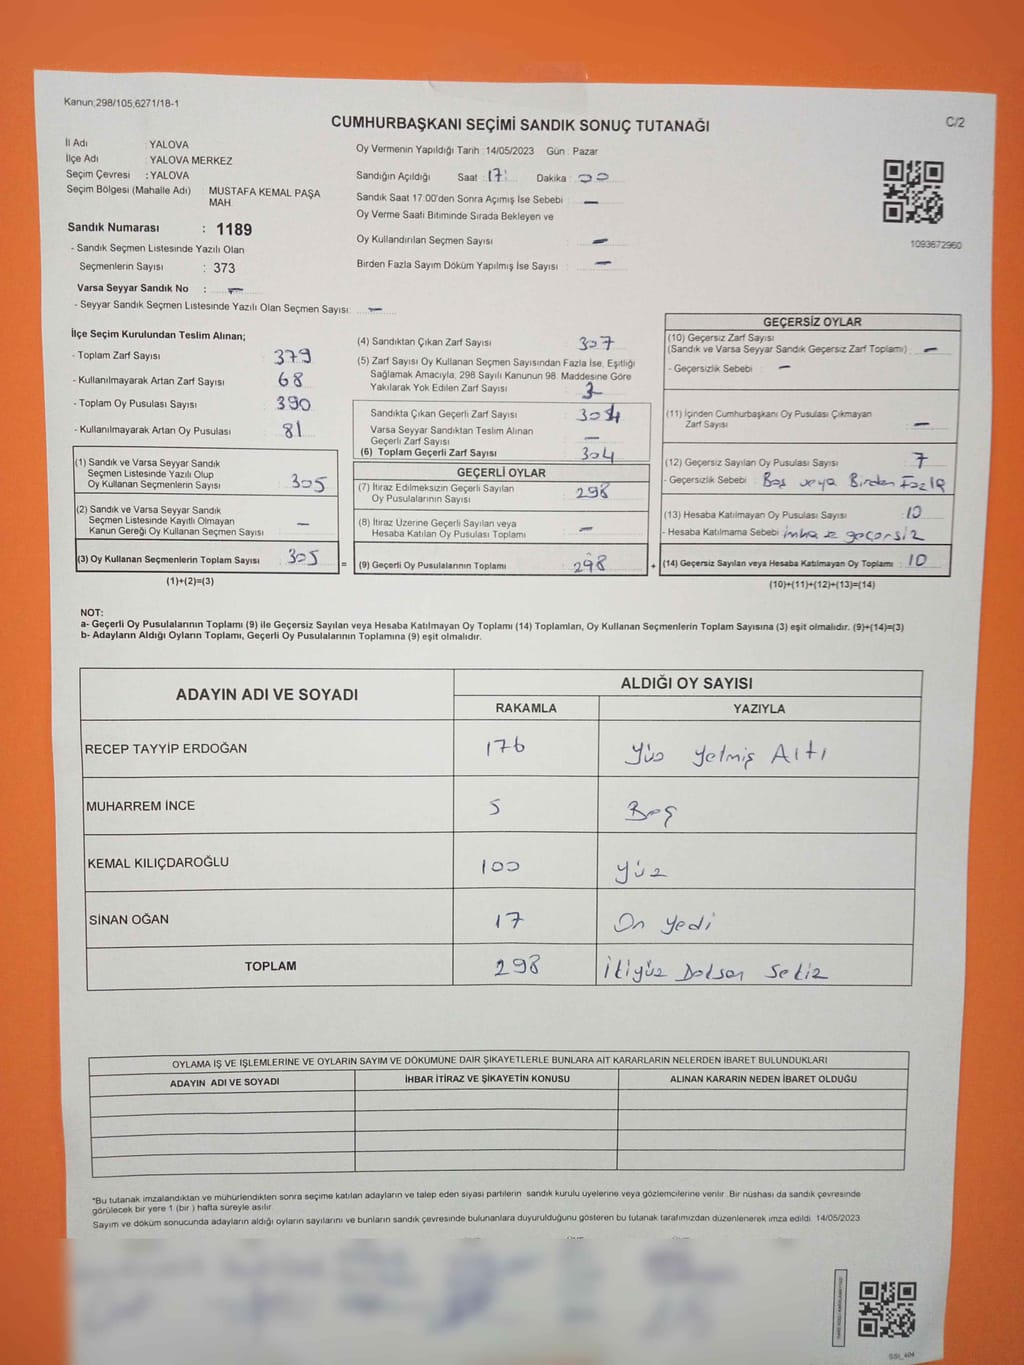 Kanun;298/105,6271/18-1
C/2
CUMHURBAŞKANI SEÇİMİ SANDIK SONUÇ TUTANAĞI
İl Adı : YALOVA
İlçe Adı : YALOVA MERKEZ
Seçim Çevresi : YALOVA
Seçim Bölgesi (Mahalle Adı) : MUSTAFA KEMAL PAŞA
MAH.
Sandık Numarası : 1189
- Sandık Seçmen Listesinde Yazılı Olan
Seçmenlerin Sayısı : 373
Varsa Seyyar Sandık No : —
- Seyyar Sandık Seçmen Listesinde Yazılı Olan Seçmen Sayısı: —
Oy Vermenin Yapıldığı Tarih :14/05/2023 Gün : Pazar
Sandığın Açıldığı Saat :17: Dakika : 00
Sandık Saat 17:00'den Sonra Açımış İse Sebebi : —
Oy Verme Saati Bitiminde Sırada Bekleyen ve
Oy Kullandırılan Seçmen Sayısı : —
Birden Fazla Sayım Döküm Yapılmış İse Sayısı : —
1093672960
İlçe Seçim Kurulundan Teslim Alınan;
- Toplam Zarf Sayısı : 379
- Kullanılmayarak Artan Zarf Sayısı : 68
- Toplam Oy Pusulası Sayısı : 390
- Kullanılmayarak Artan Oy Pusulası : 81
(1) Sandık ve Varsa Seyyar Sandık
Seçmen Listesinde Yazılı Olup
Oy Kullanan Seçmenlerin Sayısı : 305
(2) Sandık ve Varsa Seyyar Sandık
Seçmen Listesinde Kayıtlı Olmayan
Kanun Gereği Oy Kullanan Seçmen Sayısı : —
(3) Oy Kullanan Seçmenlerin Toplam Sayısı : 305
(1)+(2)=(3)
=
(4) Sandıktan Çıkan Zarf Sayısı : 307
(5) Zarf Sayısı Oy Kullanan Seçmen Sayısından Fazla İse, Eşitliği
Sağlamak Amacıyla, 298 Sayılı Kanunun 98. Maddesine Göre
Yakılarak Yok Edilen Zarf Sayısı :
Sandıkta Çıkan Geçerli Zarf Sayısı : 304
Varsa Seyyar Sandıktan Teslim Alınan
Geçerli Zarf Sayısı : —
(6) Toplam Geçerli Zarf Sayısı : 304
GEÇERLİ OYLAR
(7) İtiraz Edilmeksizin Geçerli Sayılan
Oy Pusulalarının Sayısı : 298
(8) İtiraz Üzerine Geçerli Sayılan veya
Hesaba Katılan Oy Pusulası Toplamı : —
(9) Geçerli Oy Pusulalarının Toplamı : 298
+
GEÇERSİZ OYLAR
(10) Geçersiz Zarf Sayısı
(Sandık ve Varsa Seyyar Sandık Geçersiz Zarf Toplamı) : —
- Geçersizlik Sebebi : —
(11) İçinden Cumhurbaşkanı Oy Pusulası Çıkmayan
Zarf Sayısı : —
(12) Geçersiz Sayılan Oy Pusulası Sayısı : 7
- Geçersizlik Sebebi : Boş veya Birden Fazla
(13) Hesaba Katılmayan Oy Pusulası Sayısı : 10
- Hesaba Katılmama Sebebi : imha geçersiz
(14) Geçersiz Sayılan veya Hesaba Katılmayan Oy Toplamı : 10
(10)+(11)+(12)+(13)=(14)
NOT:
a- Geçerli Oy Pusulalarının Toplamı (9) ile Geçersiz Sayılan veya Hesaba Katılmayan Oy Toplamı (14) Toplamları, Oy Kullanan Seçmenlerin Toplam Sayısına (3) eşit olmalıdır. (9)+(14)=(3)
b- Adayların Aldığı Oyların Toplamı, Geçerli Oy Pusulalarının Toplamına (9) eşit olmalıdır.
ADAYIN ADI VE SOYADI
ALDIĞI OY SAYISI
RAKAMLA YAZIYLA
RECEP TAYYİP ERDOĞAN 176 Yüz Yetmiş Altı
MUHARREM İNCE 5 Beş
KEMAL KILIÇDAROĞLU 100 yüz
SİNAN OĞAN 17 On yedi
TOPLAM 298 İkiyüz Doksan Sekiz
OYLAMA İŞ VE İŞLEMLERİNE VE OYLARIN SAYIM VE DÖKÜMÜNE DAİR ŞİKAYETLERLE BUNLARA AİT KARARLARIN NELERDEN İBARET BULUNDUKLARI
ADAYIN ADI VE SOYADI İHBAR İTİRAZ VE ŞİKAYETİN KONUSU ALINAN KARARIN NEDEN İBARET OLDUĞU
*Bu tutanak imzalandıktan ve mühürlendikten sonra seçime katılan adayların ve talep eden siyasi partilerin sandık kurulu üyelerine veya gözlemcilerine verilir. Bir nüshası da sandık çevresinde
görülecek bir yere 1 (bir ) hafta süreyle asılır.
Sayım ve döküm sonucunda adayların aldığı oyların sayılarını ve bunların sandık çevresinde bulunanlara duyurulduğunu gösteren bu tutanak tarafımızdan düzenlenerek imza edildi. 14/05/2023